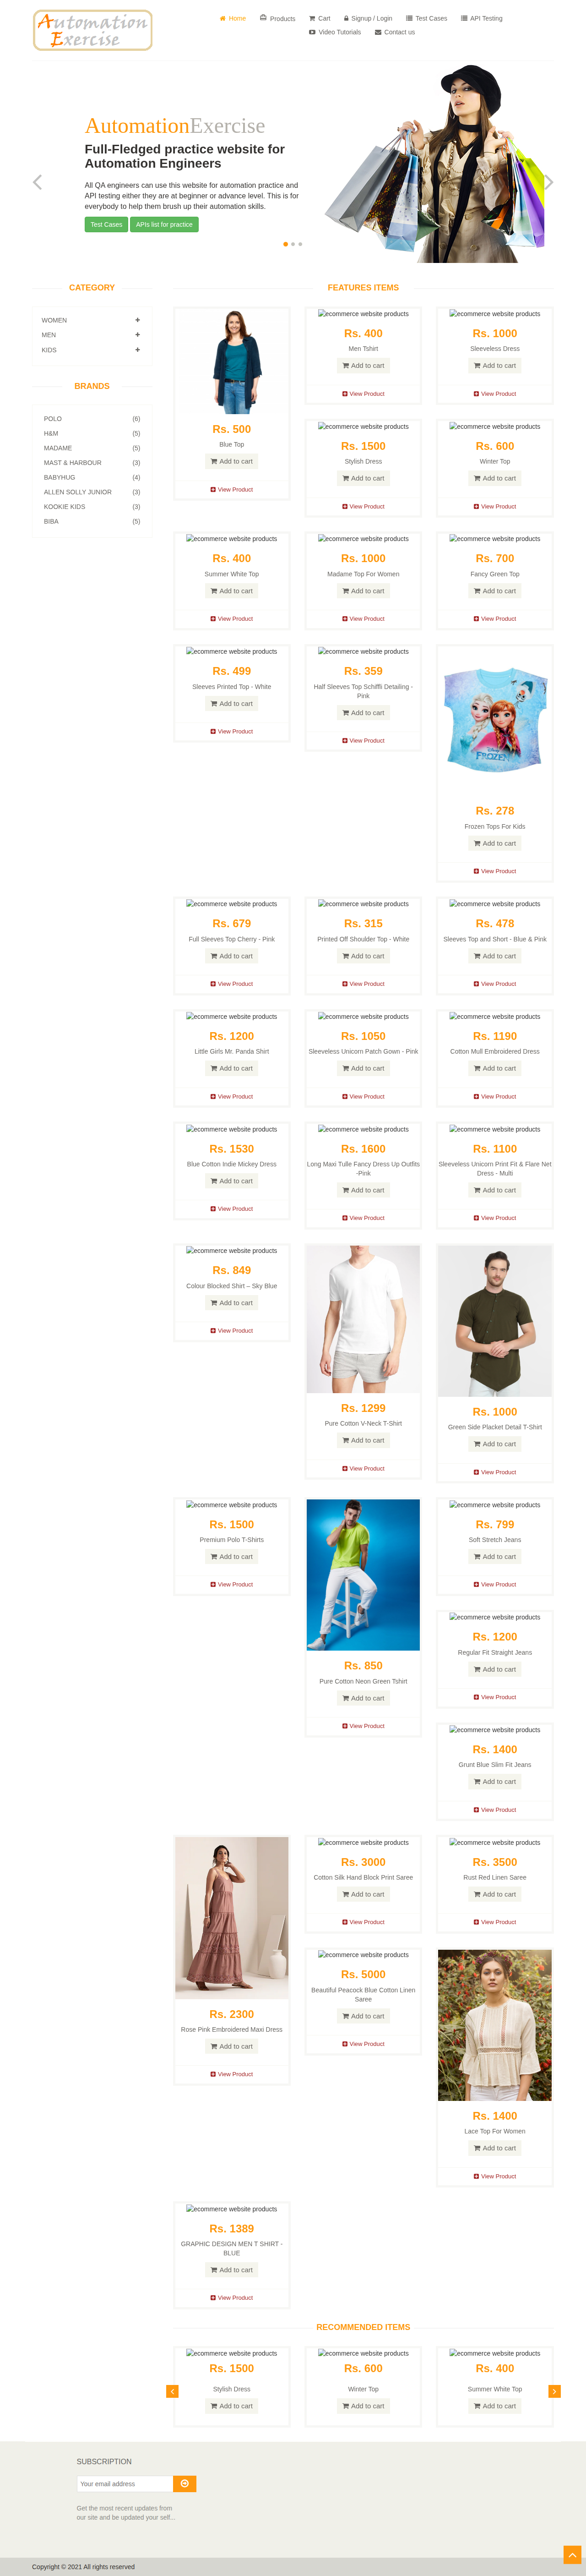 Automation
Exercise
Home
Products
Cart
Signup / Login
Test Cases
API Testing
Video Tutorials
Contact us
AutomationExercise
Full-Fledged practice website for
Automation Engineers
All QA engineers can use this website for automation practice and
API testing either they are at beginner or advance level. This is for
everybody to help them brush up their automation skills.
Test Cases
APIs list for practice
CATEGORY
WOMEN
MEN
KIDS
BRANDS
POLO (6)
H&M (5)
MADAME (5)
MAST & HARBOUR (3)
BABYHUG (4)
ALLEN SOLLY JUNIOR (3)
KOOKIE KIDS (3)
BIBA (5)
FEATURES ITEMS
Rs. 500
Blue Top
Add to cart
View Product
ecommerce website products
Rs. 400
Men Tshirt
Add to cart
View Product
ecommerce website products
Rs. 1000
Sleeveless Dress
Add to cart
View Product
ecommerce website products
Rs. 1500
Stylish Dress
Add to cart
View Product
ecommerce website products
Rs. 600
Winter Top
Add to cart
View Product
ecommerce website products
Rs. 400
Summer White Top
Add to cart
View Product
ecommerce website products
Rs. 1000
Madame Top For Women
Add to cart
View Product
ecommerce website products
Rs. 700
Fancy Green Top
Add to cart
View Product
ecommerce website products
Rs. 499
Sleeves Printed Top - White
Add to cart
View Product
ecommerce website products
Rs. 359
Half Sleeves Top Schiffli Detailing -
Pink
Add to cart
View Product
Rs. 278
Frozen Tops For Kids
Add to cart
View Product
ecommerce website products
Rs. 679
Full Sleeves Top Cherry - Pink
Add to cart
View Product
ecommerce website products
Rs. 315
Printed Off Shoulder Top - White
Add to cart
View Product
ecommerce website products
Rs. 478
Sleeves Top and Short - Blue & Pink
Add to cart
View Product
ecommerce website products
Rs. 1200
Little Girls Mr. Panda Shirt
Add to cart
View Product
ecommerce website products
Rs. 1050
Sleeveless Unicorn Patch Gown - Pink
Add to cart
View Product
ecommerce website products
Rs. 1190
Cotton Mull Embroidered Dress
Add to cart
View Product
ecommerce website products
Rs. 1530
Blue Cotton Indie Mickey Dress
Add to cart
View Product
ecommerce website products
Rs. 1600
Long Maxi Tulle Fancy Dress Up Outfits
-Pink
Add to cart
View Product
ecommerce website products
Rs. 1100
Sleeveless Unicorn Print Fit & Flare Net
Dress - Multi
Add to cart
View Product
ecommerce website products
Rs. 849
Colour Blocked Shirt – Sky Blue
Add to cart
View Product
Rs. 1299
Pure Cotton V-Neck T-Shirt
Add to cart
View Product
Rs. 1000
Green Side Placket Detail T-Shirt
Add to cart
View Product
ecommerce website products
Rs. 1500
Premium Polo T-Shirts
Add to cart
View Product
Rs. 850
Pure Cotton Neon Green Tshirt
Add to cart
View Product
ecommerce website products
Rs. 799
Soft Stretch Jeans
Add to cart
View Product
ecommerce website products
Rs. 1200
Regular Fit Straight Jeans
Add to cart
View Product
ecommerce website products
Rs. 1400
Grunt Blue Slim Fit Jeans
Add to cart
View Product
Rs. 2300
Rose Pink Embroidered Maxi Dress
Add to cart
View Product
ecommerce website products
Rs. 3000
Cotton Silk Hand Block Print Saree
Add to cart
View Product
ecommerce website products
Rs. 3500
Rust Red Linen Saree
Add to cart
View Product
ecommerce website products
Rs. 5000
Beautiful Peacock Blue Cotton Linen
Saree
Add to cart
View Product
Rs. 1400
Lace Top For Women
Add to cart
View Product
ecommerce website products
Rs. 1389
GRAPHIC DESIGN MEN T SHIRT -
BLUE
Add to cart
View Product
RECOMMENDED ITEMS
ecommerce website products
Rs. 1500
Stylish Dress
Add to cart
ecommerce website products
Rs. 600
Winter Top
Add to cart
ecommerce website products
Rs. 400
Summer White Top
Add to cart
SUBSCRIPTION
Your email address
Get the most recent updates from
our site and be updated your self...
Copyright © 2021 All rights reserved